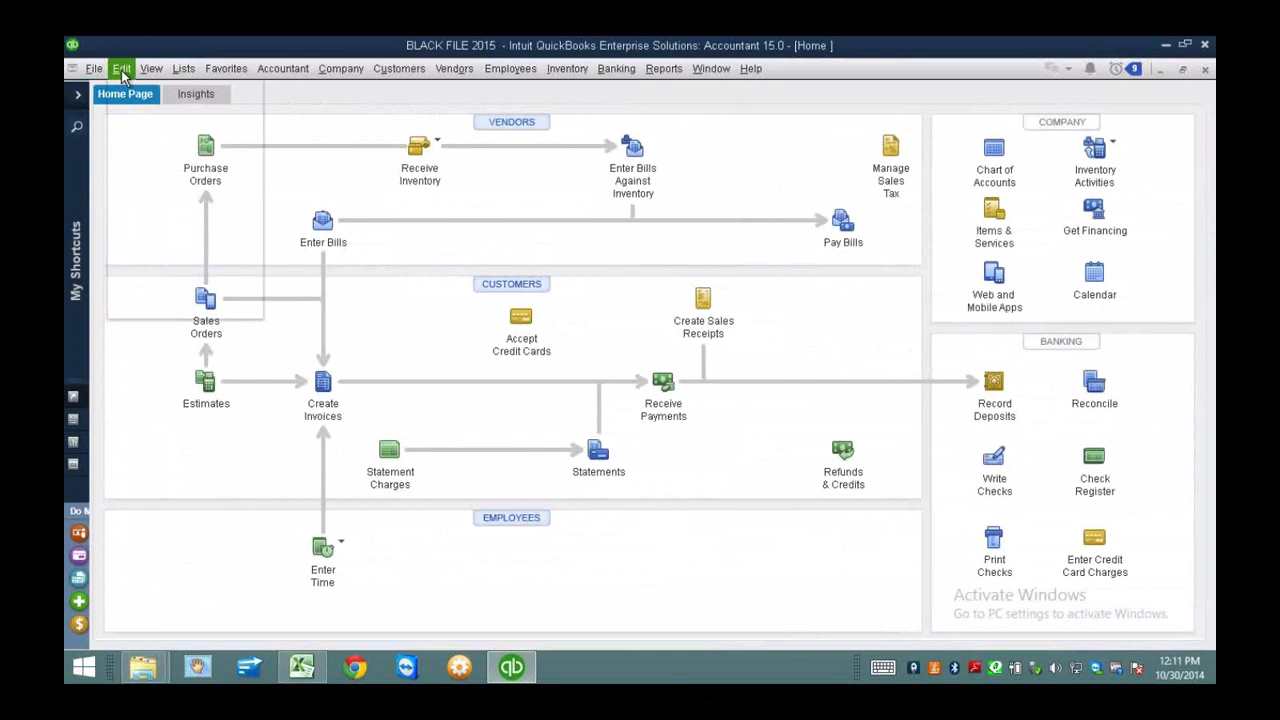 BLACK FILE 2015 - Intuit QuickBooks Enterprise Solutions: Accountant 15.0 - [Home ]
File Edit View Lists Favorites Accountant Company Customers Vendors Employees Inventory Banking Reports Window Help
9
Home Page Insights
My Shortcuts
Do M
VENDORS
Purchase
Orders
Receive
Inventory
Enter Bills
Against
Inventory
Manage
Sales
Tax
Enter Bills
Pay Bills
CUSTOMERS
Sales
Orders
Accept
Credit Cards
Create Sales
Receipts
Estimates
Create
Invoices
Receive
Payments
Statement
Charges
Statements
Refunds
& Credits
EMPLOYEES
Enter
Time
COMPANY
Chart of
Accounts
Inventory
Activities
Items &
Services
Get Financing
Web and
Mobile Apps
Calendar
BANKING
Record
Deposits
Reconcile
Write
Checks
Check
Register
Print
Checks
Enter Credit
Card Charges
Activate Windows
Go to PC settings to activate Windows.
12:11 PM
10/30/2014